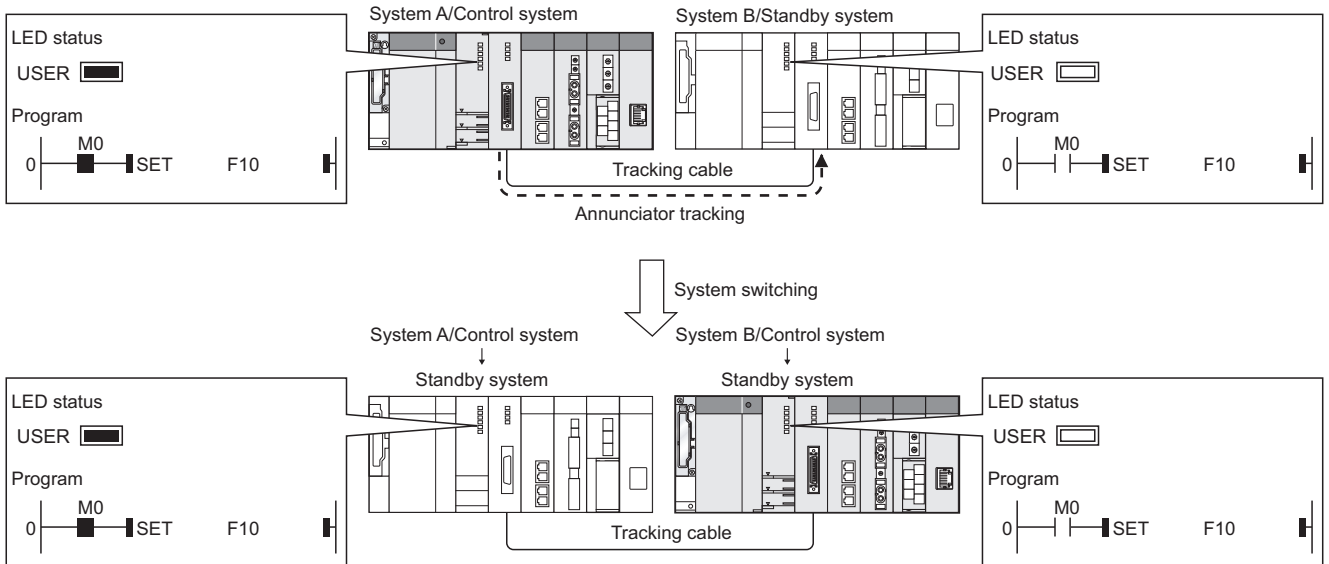 System A/Control system
System B/Standby system
LED status
USER
Program
M0
0 SET F10
LED status
USER
Program
M0
0 SET F10
Tracking cable
Annunciator tracking
System switching
System A/Control system
↓
Standby system
System B/Control system
↓
Standby system
LED status
USER
Program
M0
0 SET F10
LED status
USER
Program
M0
0 SET F10
Tracking cable